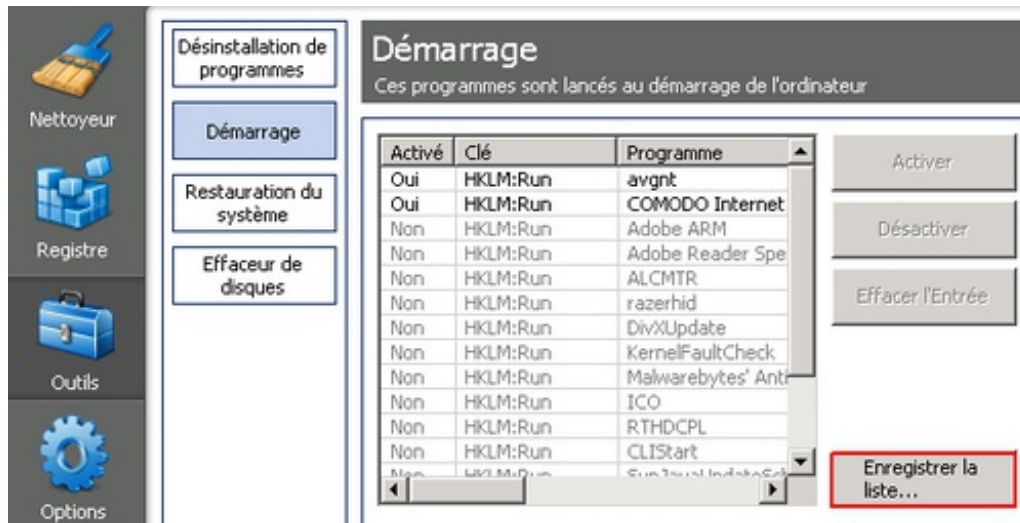 Nettoyeur
Registre
Outils
Options
Désinstallation de
programmes
Démarrage
Restauration du
système
Effaceur de
disques
Démarrage
Ces programmes sont lancés au démarrage de l'ordinateur
Activé Clé Programme
Oui HKLM:Run avgnt
Oui HKLM:Run COMODO Internet
Non HKLM:Run Adobe ARM
Non HKLM:Run Adobe Reader Spe
Non HKLM:Run ALCMTR
Non HKLM:Run razerhid
Non HKLM:Run DivXUpdate
Non HKLM:Run KernelFaultCheck
Non HKLM:Run Malwarebytes' Anti
Non HKLM:Run ICO
Non HKLM:Run RTHDCPL
Non HKLM:Run CLIStart
Non HKLM:Run SunJavaUpdateSch
Activer
Désactiver
Effacer l'Entrée
Enregistrer la
liste...